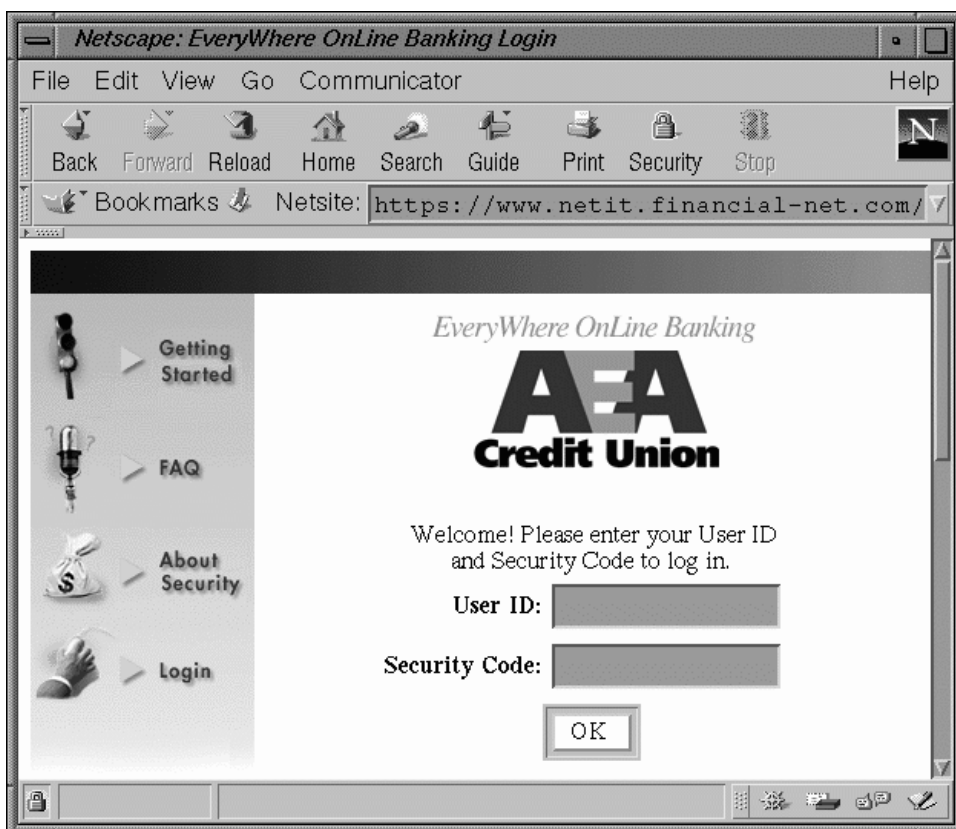 Netscape: EveryWhere OnLine Banking Login
File Edit View Go Communicator Help
Back Forward Reload Home Search Guide Print Security Stop
N
Bookmarks Netsite: https://www.netit.financial-net.com/
EveryWhere OnLine Banking
AEA
Credit Union
Getting
Started
? ?
FAQ
$
About
Security
Login
Welcome! Please enter your User ID
and Security Code to log in.
User ID:
Security Code:
OK